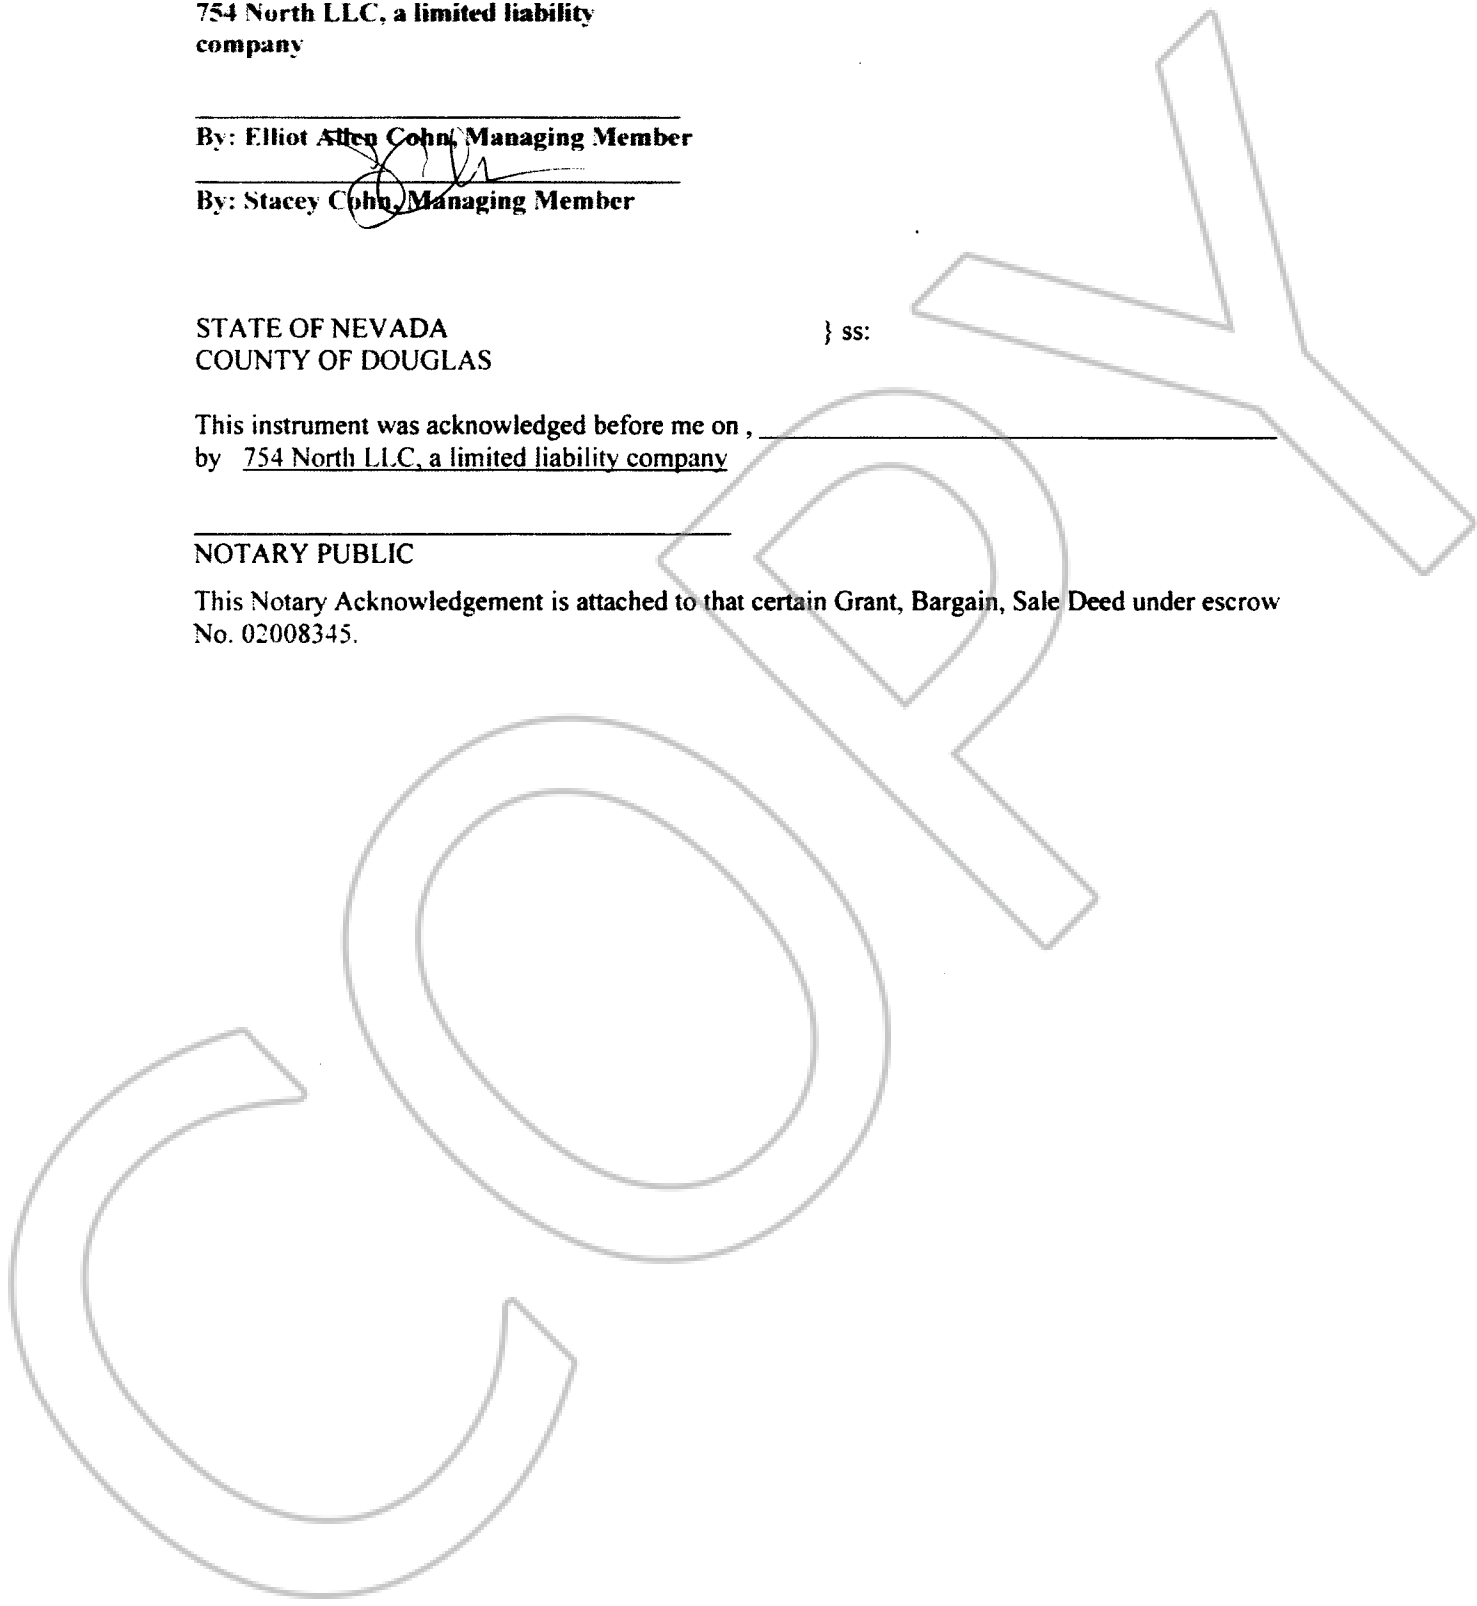 754 North LLC, a limited liability
company
By: Elliot Allen Cohn, Managing Member
By: Stacey Cohn, Managing Member
STATE OF NEVADA } ss:
COUNTY OF DOUGLAS
This instrument was acknowledged before me on ,
by 754 North LLC, a limited liability company
NOTARY PUBLIC
This Notary Acknowledgement is attached to that certain Grant, Bargain, Sale Deed under escrow
No. 02008345.
COPY